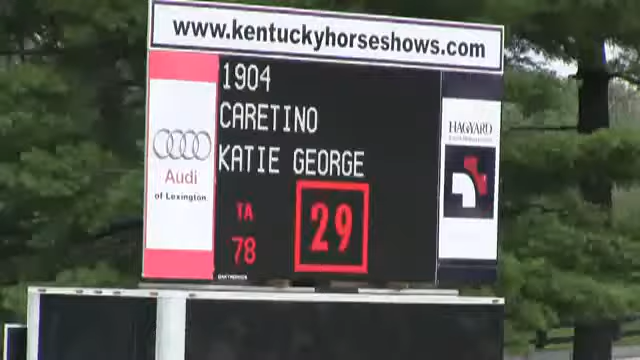 www.kentuckyhorseshows.com
1904
CARETINO
KATIE GEORGE
TA
78
29
Audi
of Lexington
HAGYARD